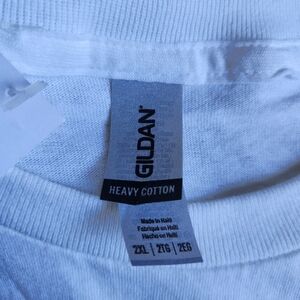 GILDAN
HEAVY COTTON
Made in Haiti
Fabriqué en Haïti
Hecho en Haití
2XL | 2TG | 2EG